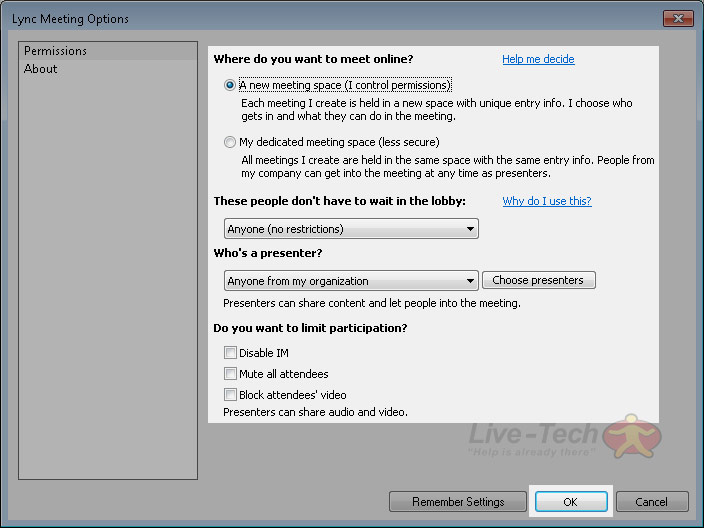 Lync Meeting Options
Permissions
About
Where do you want to meet online?
Help me decide
A new meeting space (I control permissions)
Each meeting I create is held in a new space with unique entry info. I choose who
gets in and what they can do in the meeting.
My dedicated meeting space (less secure)
All meetings I create are held in the same space with the same entry info. People from
my company can get into the meeting at any time as presenters.
These people don't have to wait in the lobby:
Why do I use this?
Anyone (no restrictions)
Who's a presenter?
Anyone from my organization
Choose presenters
Presenters can share content and let people into the meeting.
Do you want to limit participation?
Disable IM
Mute all attendees
Block attendees' video
Presenters can share audio and video.
Live-Tech
"Help is already there"
Remember Settings
OK
Cancel